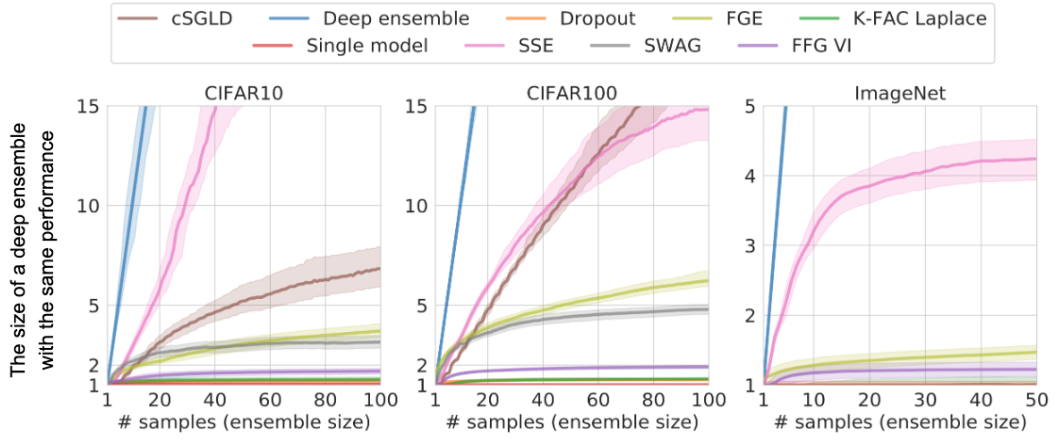 cSGLD Deep ensemble Dropout FGE K-FAC Laplace
Single model SSE SWAG FFG VI
The size of a deep ensemble
with the same performance
CIFAR10
15
10
5
2
1
1 20 40 60 80 100
# samples (ensemble size)
CIFAR100
15
10
5
2
1
1 20 40 60 80 100
# samples (ensemble size)
ImageNet
5
4
3
2
1
1 10 20 30 40 50
# samples (ensemble size)